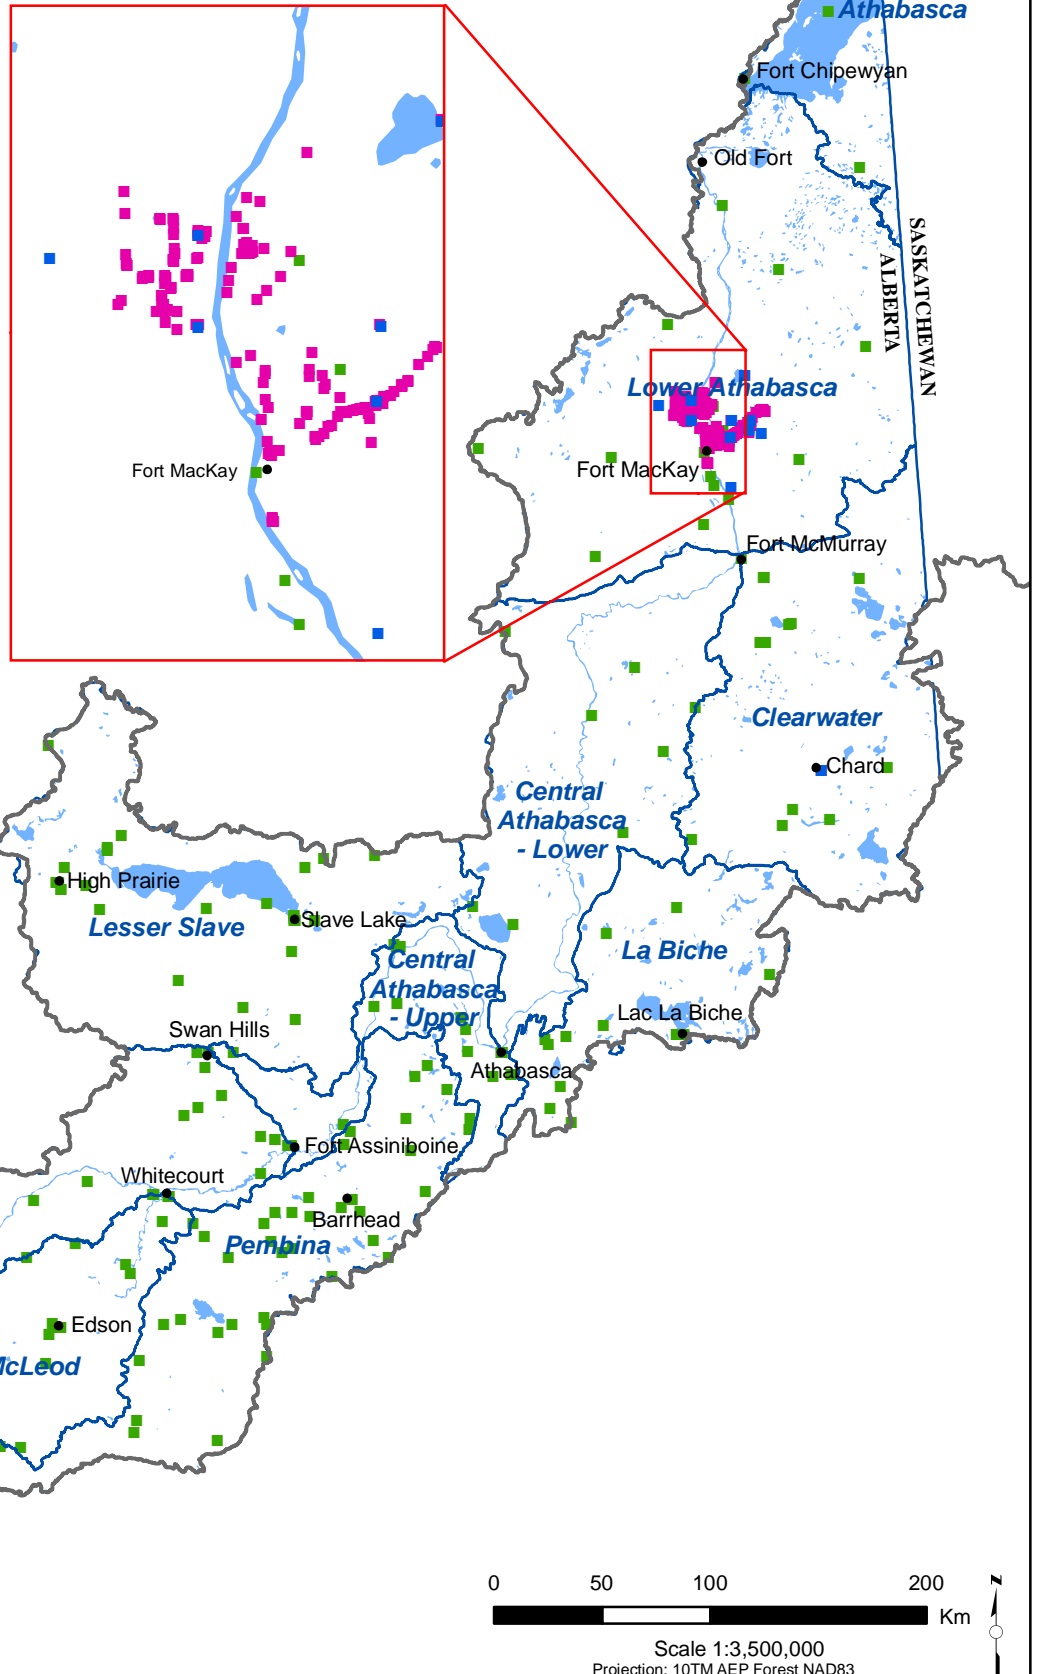 Athabasca
Fort Chipewyan
Old Fort
SASKATCHEWAN
ALBERTA
Lower Athabasca
Fort MacKay
Fort MacKay
Fort McMurray
Clearwater
Chard
Central
Athabasca
- Lower
High Prairie
Slave Lake
Lesser Slave
La Biche
Central
Athabasca
- Upper
Lac La Biche
Swan Hills
Athabasca
Fort Assiniboine
Whitecourt
Barrhead
Pembina
Edson
McLeod
0 50 100 200
Km
N
Scale 1:3,500,000
Projection: 10TM AEP Forest NAD83